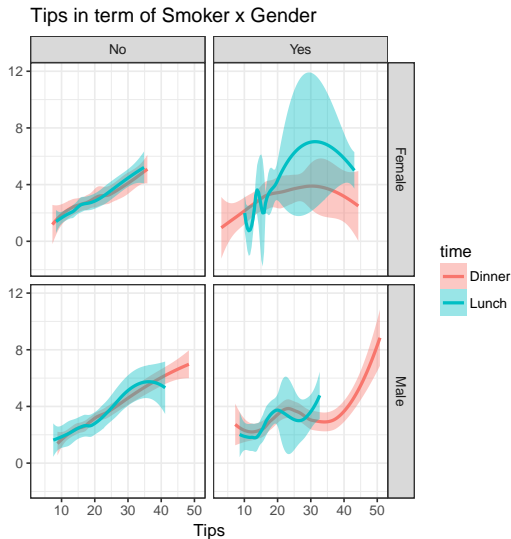 Tips in term of Smoker x Gender
No Yes
12
8
4
0
Female
12
8
4
0
Male
10 20 30 40 50 10 20 30 40 50
Tips
time
Dinner
Lunch